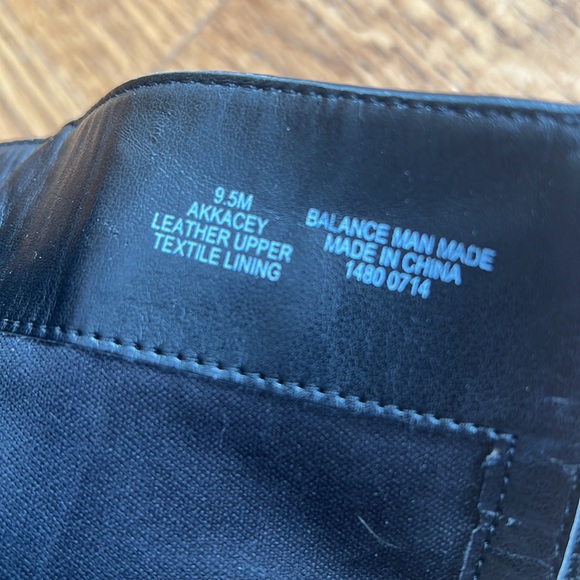 9.5M
AKKACEY
LEATHER UPPER
TEXTILE LINING
BALANCE MAN MADE
MADE IN CHINA
1480 0714